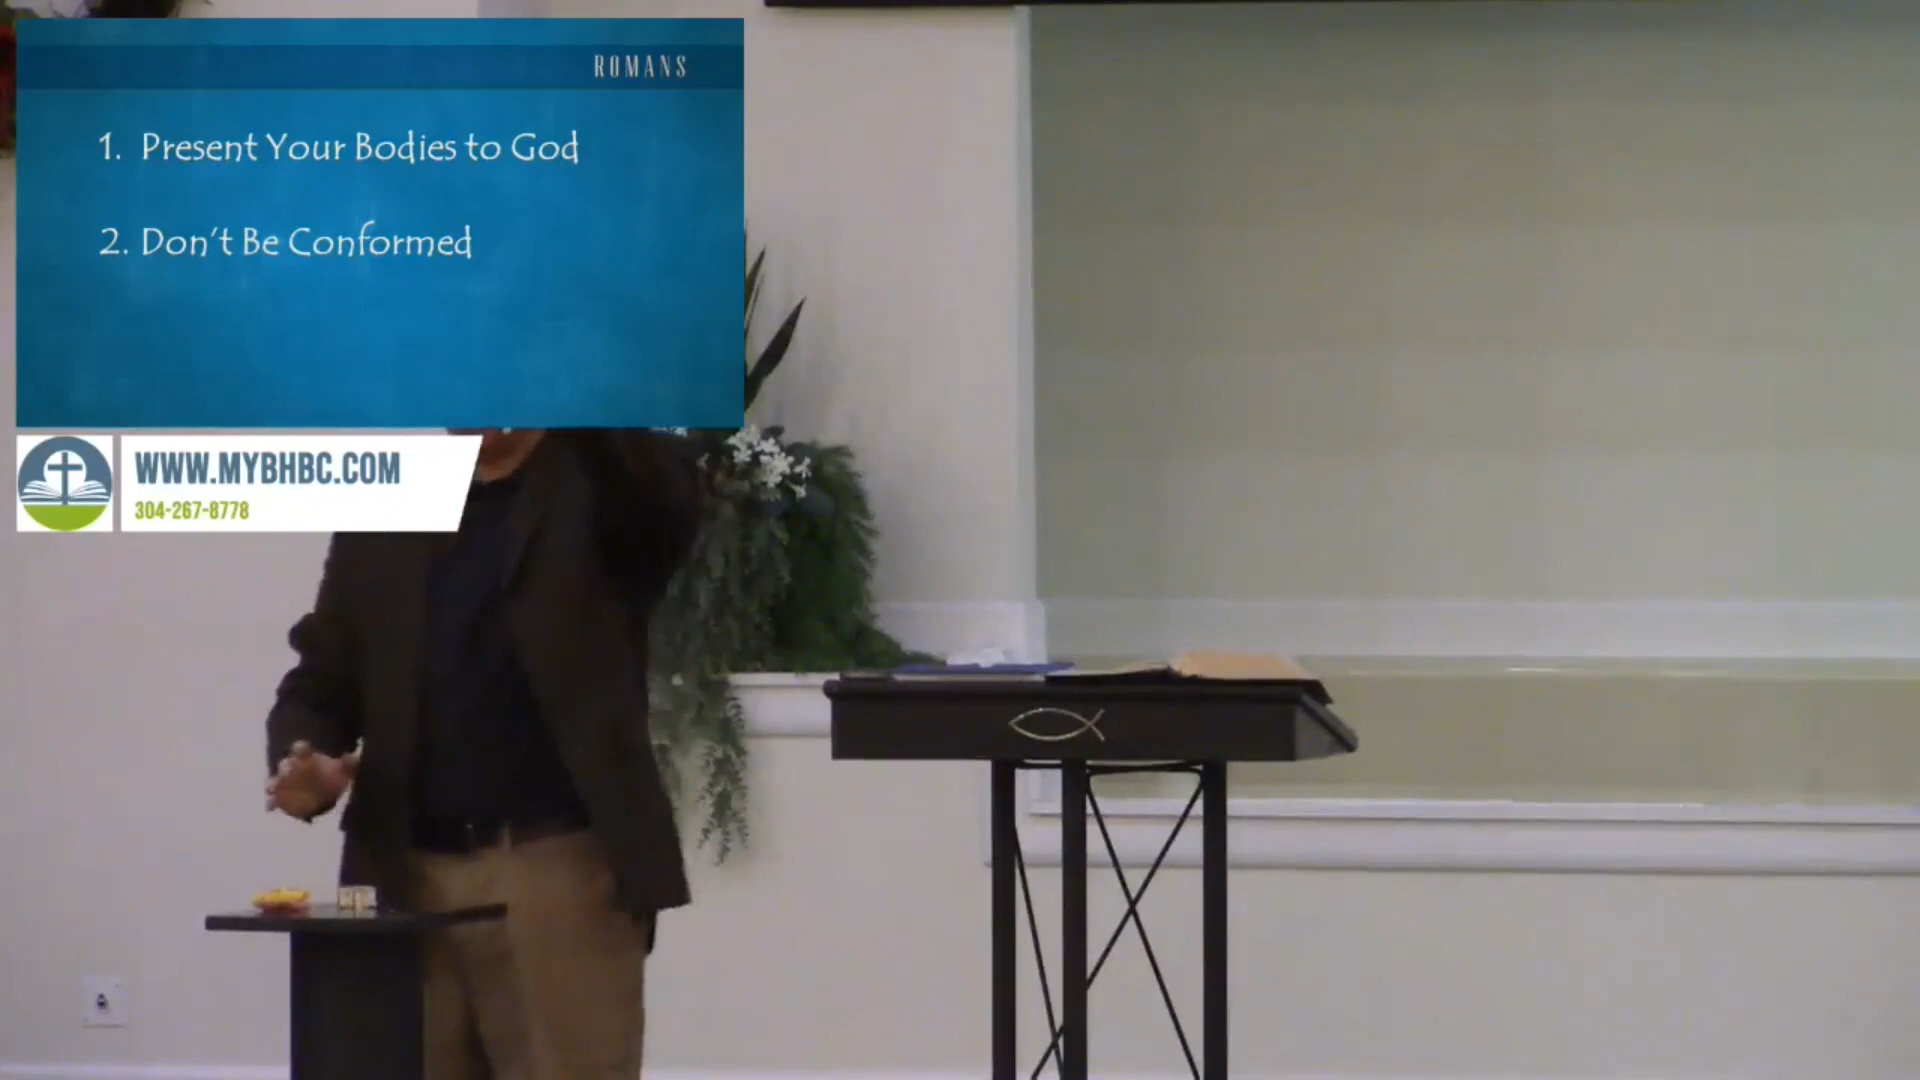 ROMANS
1. Present Your Bodies to God
2. Don't Be Conformed
WWW.MYBHBC.COM
304-267-8778